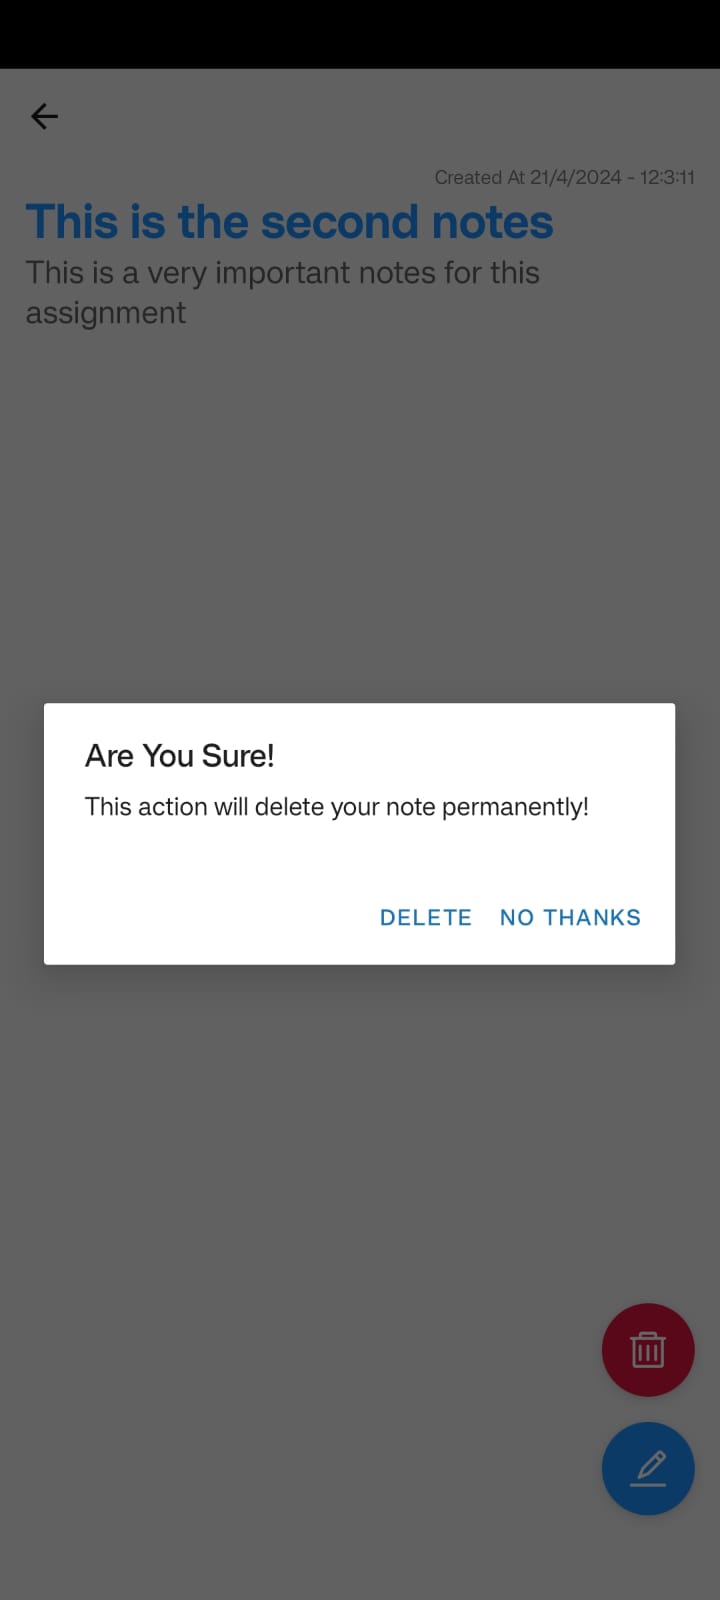 Created At 21/4/2024 - 12:3:11
This is the second notes
This is a very important notes for this
assignment
Are You Sure!
This action will delete your note permanently!
DELETE NO THANKS